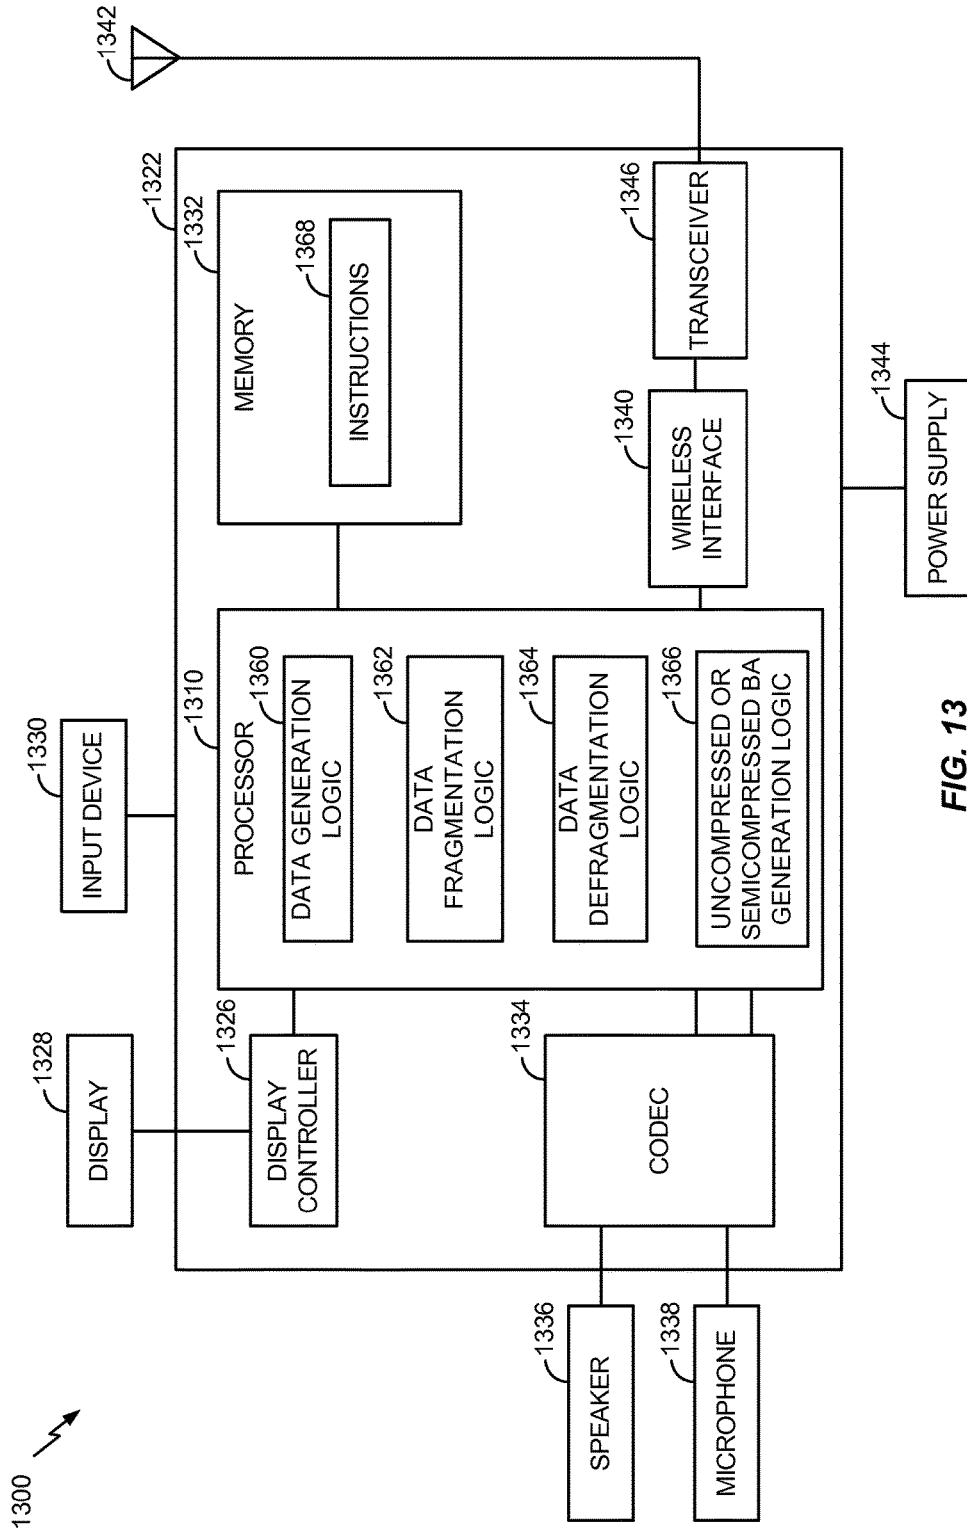 1300
DISPLAY
1328
INPUT DEVICE
1330
1342
1322
DISPLAY
CONTROLLER
1326
PROCESSOR
1310
DATA GENERATION
LOGIC
1360
DATA
FRAGMENTATION
LOGIC
1362
DATA
DEFRAGMENTATION
LOGIC
1364
UNCOMPRESSED OR
SEMICOMPRESSED BA
GENERATION LOGIC
1366
MEMORY
1332
INSTRUCTIONS
1368
SPEAKER
1336
MICROPHONE
1338
CODEC
1334
WIRELESS
INTERFACE
1340
TRANSCEIVER
1346
POWER SUPPLY
1344
FIG. 13